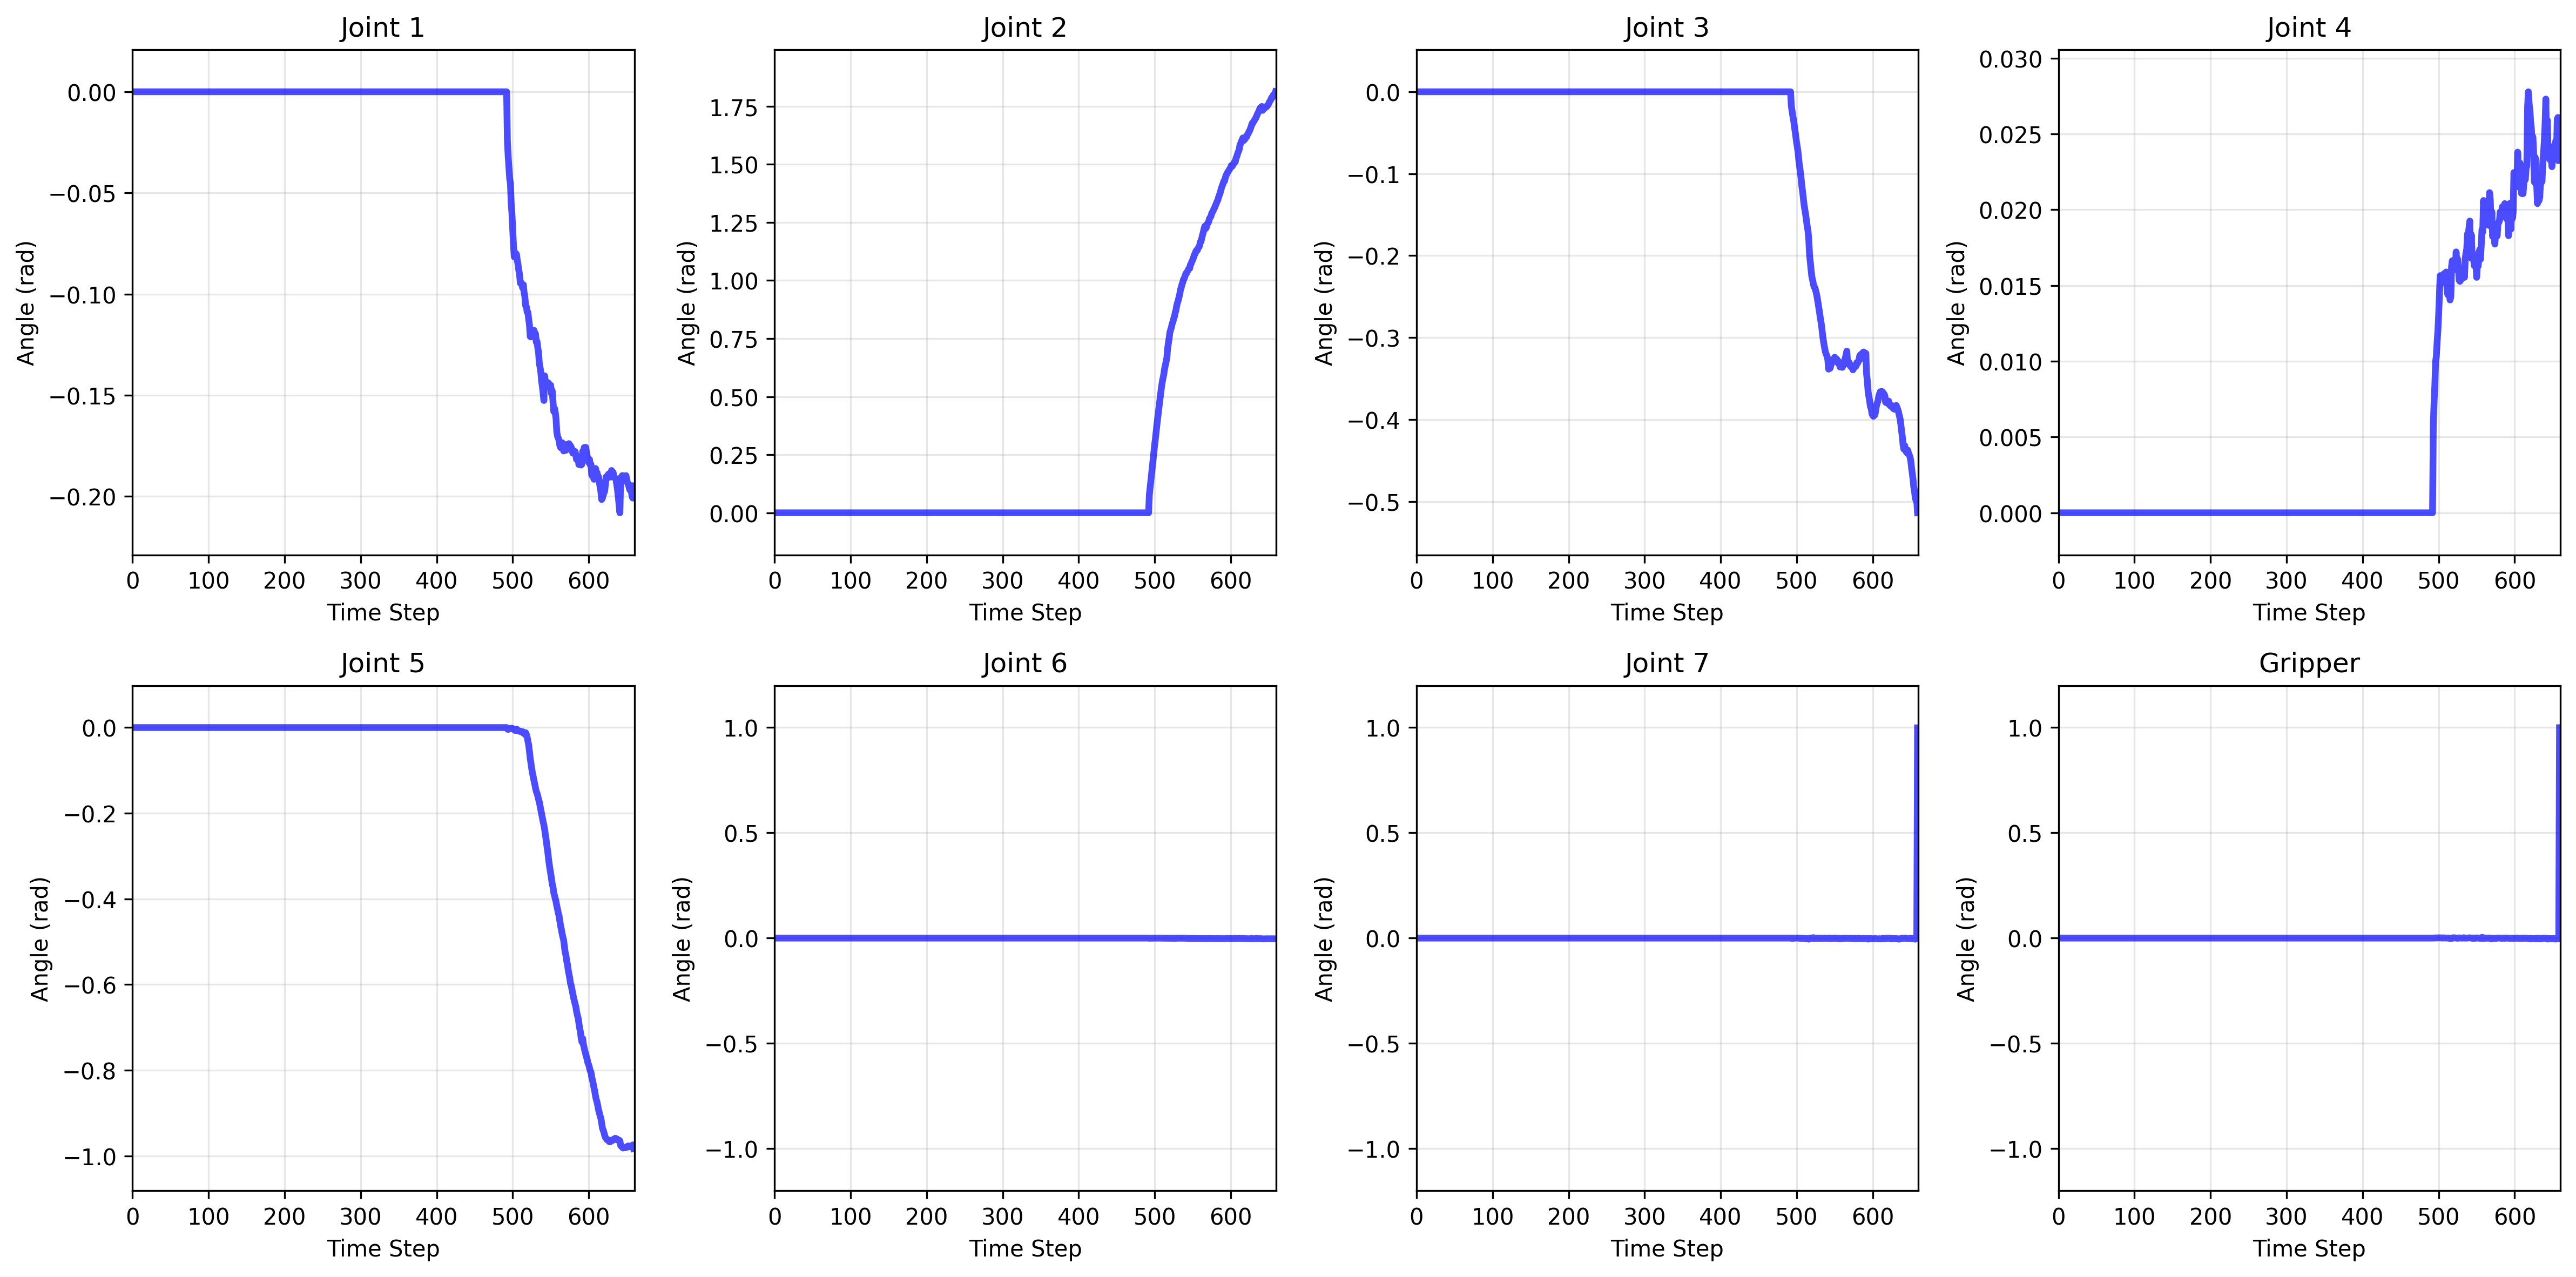 Joint 1
Joint 2
Joint 3
Joint 4
0.00
−0.05
−0.10
−0.15
−0.20
Angle (rad)
0 100 200 300 400 500 600
Time Step
1.75
1.50
1.25
1.00
0.75
0.50
0.25
0.00
Angle (rad)
0 100 200 300 400 500 600
Time Step
0.0
−0.1
−0.2
−0.3
−0.4
−0.5
Angle (rad)
0 100 200 300 400 500 600
Time Step
0.030
0.025
0.020
0.015
0.010
0.005
0.000
Angle (rad)
0 100 200 300 400 500 600
Time Step
Joint 5
Joint 6
Joint 7
Gripper
0.0
−0.2
−0.4
−0.6
−0.8
−1.0
Angle (rad)
0 100 200 300 400 500 600
Time Step
1.0
0.5
0.0
−0.5
−1.0
Angle (rad)
0 100 200 300 400 500 600
Time Step
1.0
0.5
0.0
−0.5
−1.0
Angle (rad)
0 100 200 300 400 500 600
Time Step
1.0
0.5
0.0
−0.5
−1.0
Angle (rad)
0 100 200 300 400 500 600
Time Step